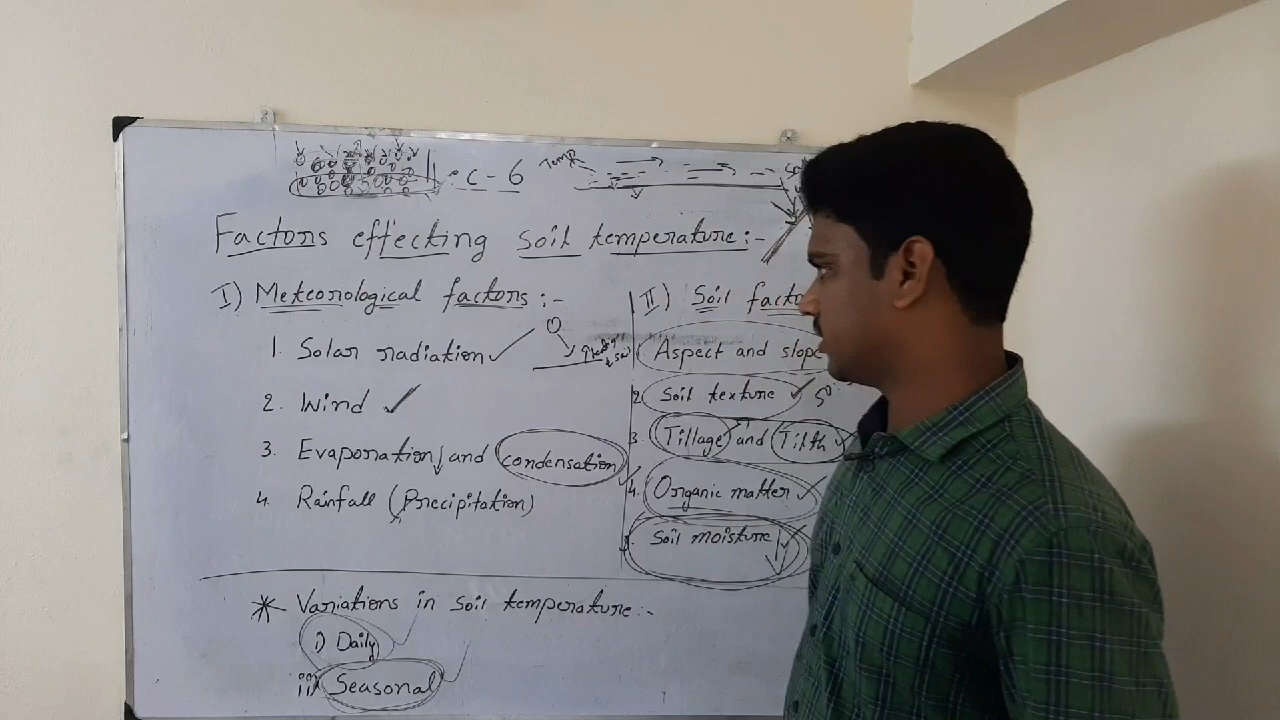 : c - 6
TemP
Factors effecting soil temperature :-
I) Meteorological factors :-
1. Solar radiation
2. Wind
3. Evaporation and condensation
4. Rainfall (Precipitation)
II) Soil facto
Aspect and slope
2. Soil texture
3. Tillage and Tilth
4. Organic matter
Soil moisture
* Variations in soil temperature :-
i) Daily
ii) Seasonal